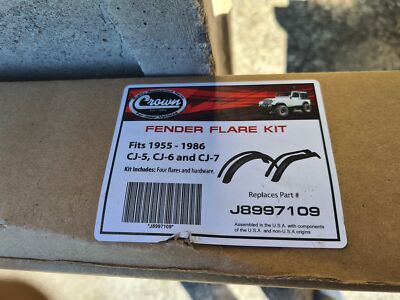 Crown
FENDER FLARE KIT
Fits 1955 - 1986
CJ-5, CJ-6 and CJ-7
Kit Includes: Four flares and hardware.
Replaces Part #
J8997109
*J8997109*
Assembled in the U.S.A. with components
of the U.S.A. and non-U.S.A origins